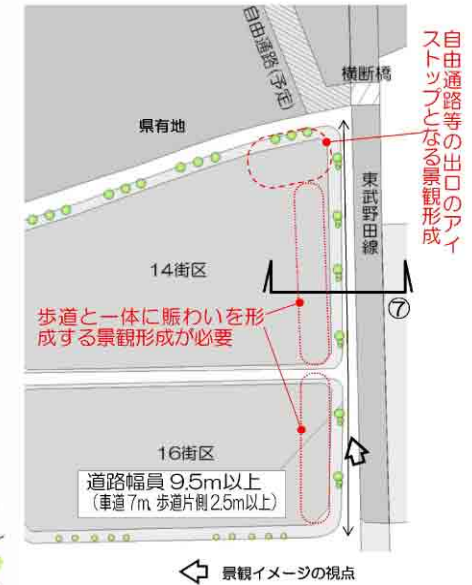 自由通路(予定)
横断橋
自由通路等の出口のアイ
ストップとなる景観形成
県有地
東武野田線
14街区
⑦
歩道と一体に賑わいを形
成する景観形成が必要
16街区
道路幅員 9.5m以上
(車道7m, 歩道片側2.5m以上)
景観イメージの視点